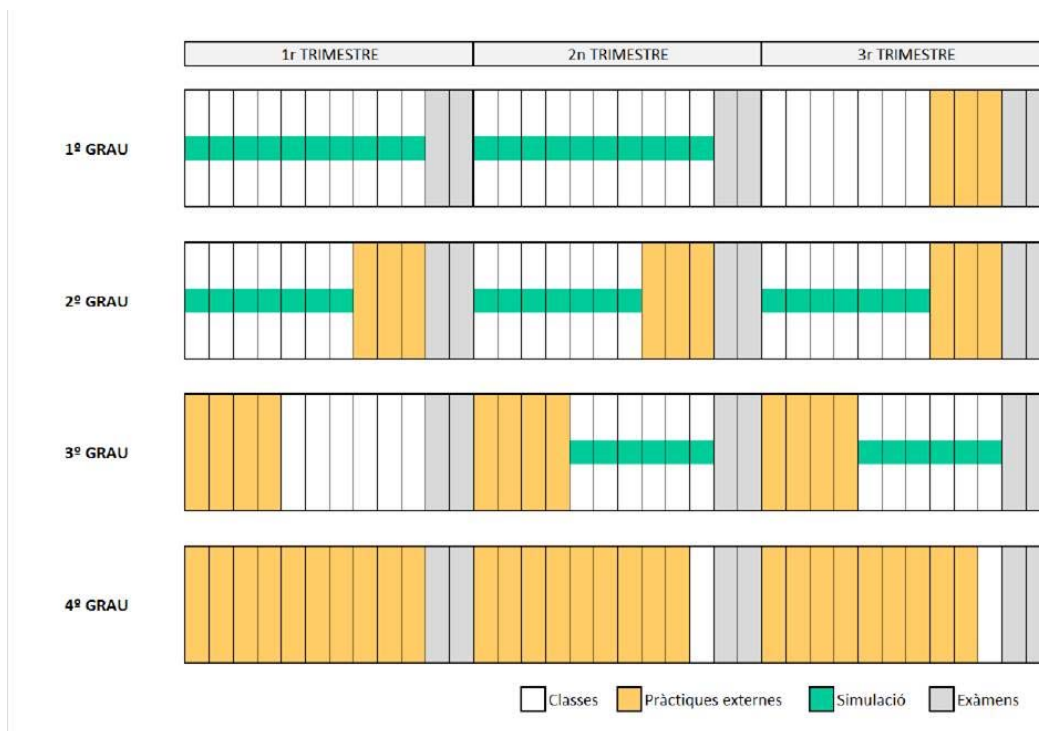 1r TRIMESTRE 2n TRIMESTRE 3r TRIMESTRE
1º GRAU
2º GRAU
3º GRAU
4º GRAU
Classes Pràctiques externes Simulació Exàmens